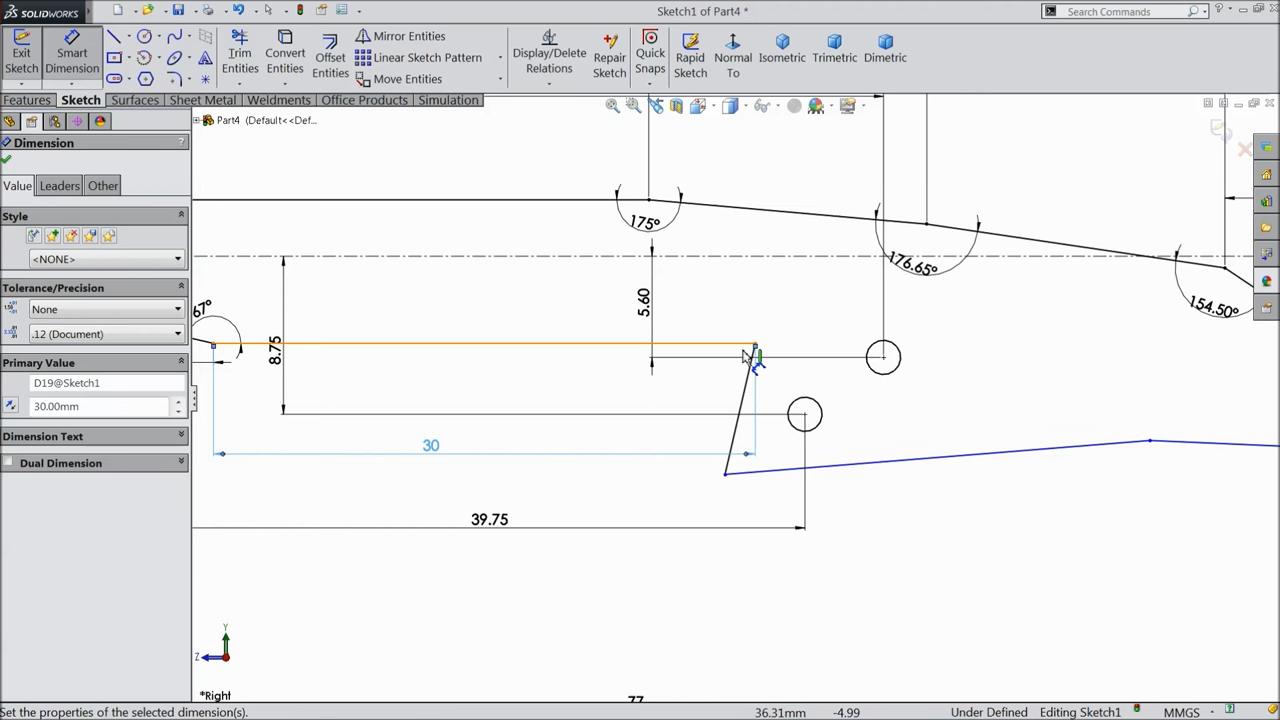 SOLIDWORKS
Sketch1 of Part4 *
Search Commands
Exit Sketch
Smart Dimension
Trim Entities
Convert Entities
Offset Entities
Mirror Entities
Linear Sketch Pattern
Move Entities
Display/Delete Relations
Repair Sketch
Quick Snaps
Rapid Sketch
Normal To
Isometric
Trimetric
Dimetric
Features
Sketch
Surfaces
Sheet Metal
Weldments
Office Products
Simulation
Part4 (Default<<Def...
Dimension
?
Value
Leaders
Other
Style
<NONE>
Tolerance/Precision
None
.12 (Document)
Primary Value
D19@Sketch1
30.00mm
Dimension Text
Dual Dimension
175°
176.65°
154.50°
67°
5.60
8.75
30
39.75
77
Y
Z
*Right
Set the properties of the selected dimension(s).
36.31mm
-4.99
Under Defined
Editing Sketch1
MMGS